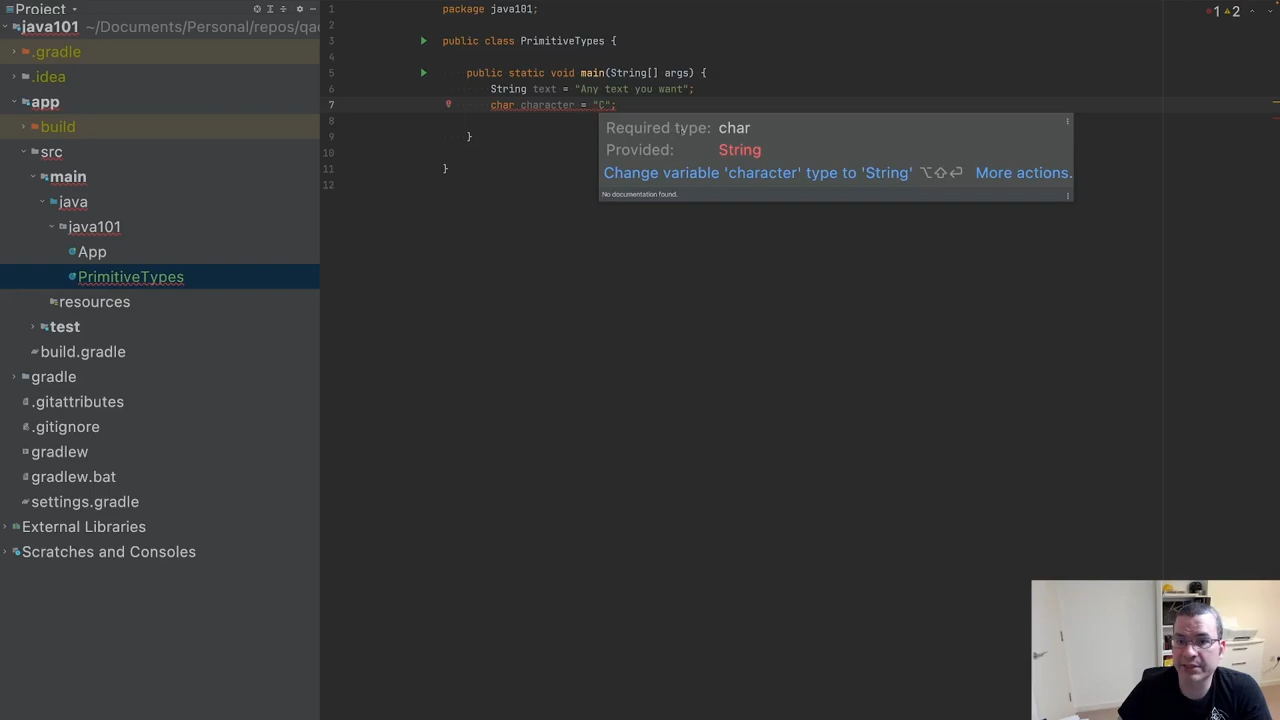 Project
java101 ~/Documents/Personal/repos/qac
.gradle
.idea
app
build
src
main
java
java101
App
PrimitiveTypes
resources
test
build.gradle
gradle
.gitattributes
.gitignore
gradlew
gradlew.bat
settings.gradle
External Libraries
Scratches and Consoles
1 package java101;
2
3 public class PrimitiveTypes {
4
5 public static void main(String[] args) {
6 String text = "Any text you want";
7 char character = "C";
8
9 }
10
11 }
12
1 2
Required type: char
Provided: String
Change variable 'character' type to 'String' ⌥⇧⏎ More actions.
No documentation found.